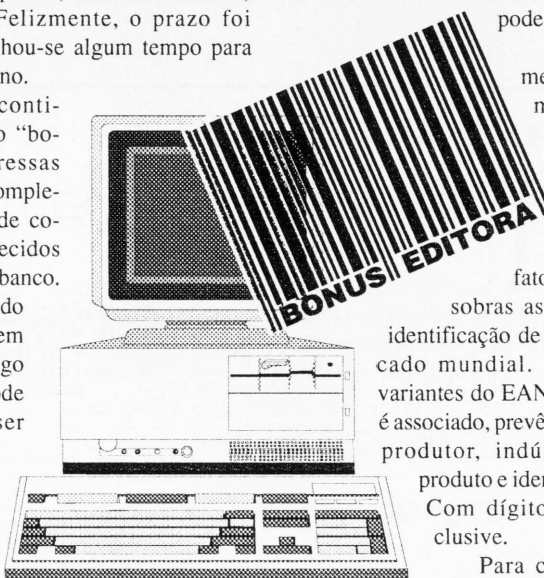 Felizmente, o prazo foi
hou-se algum tempo para
no.
conti-
o “bo-
ressas
omple-
de co-
ecidos
banco.
do
em
go
de
ser
BONUS EDITORA
pode
me
fato
sobras as
identificação de
cado mundial.
variantes do EAN
é associado, prevê
produtor, indú
produto e iden
Com dígito
clusive.
Para c